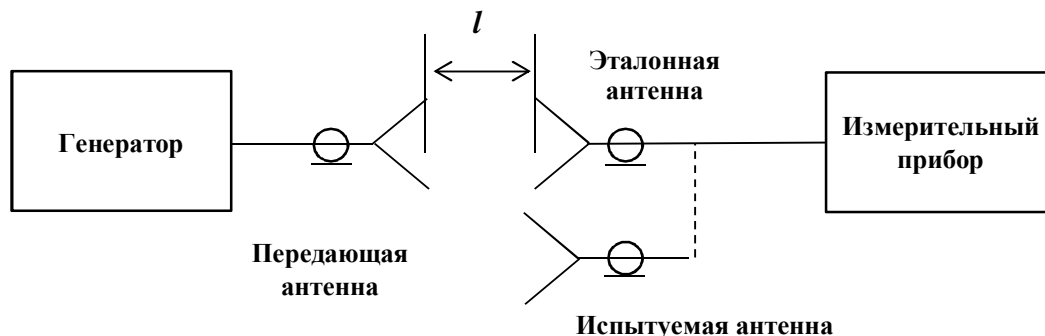 l
Эталонная
антенна
Генератор
Измерительный
прибор
Передающая
антенна
Испытуемая антенна